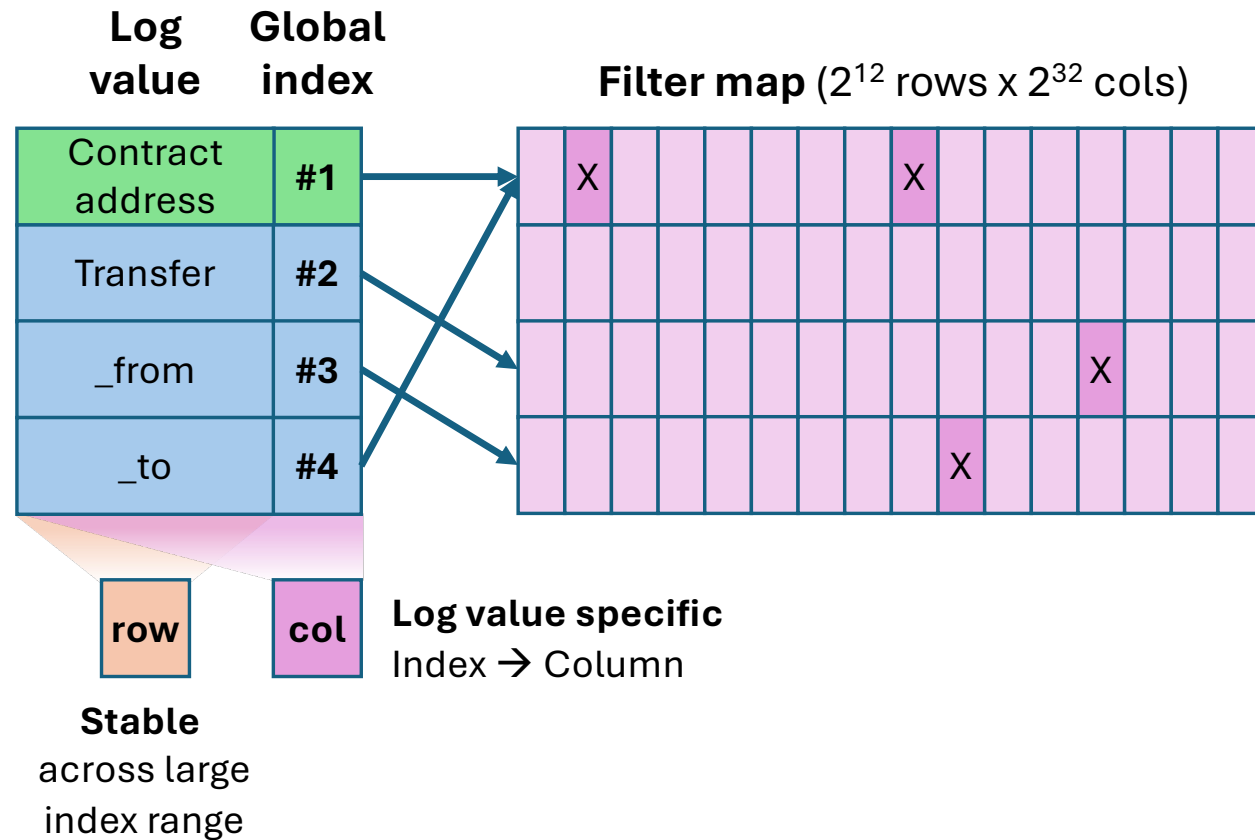 Log
value
Global
index
Filter map (2¹² rows x 2³² cols)
Contract
address
#1
X
X
Transfer
#2
_from
#3
X
_to
#4
X
row
col
Log value specific
Index → Column
Stable
across large
index range